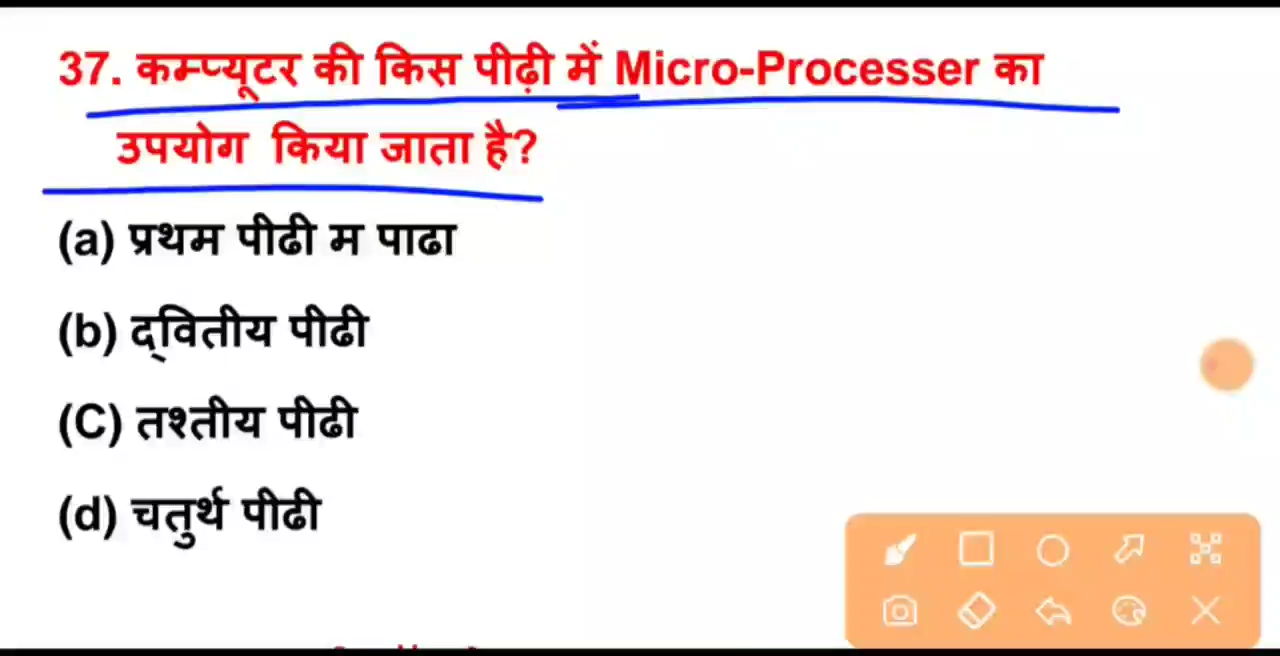 37. कम्प्यूटर की किस पीढ़ी में Micro-Processer का
उपयोग किया जाता है?
(a) प्रथम पीढी म पाढा
(b) द्‌वितीय पीढी
(C) तश्तीय पीढी
(d) चतुर्थ पीढी